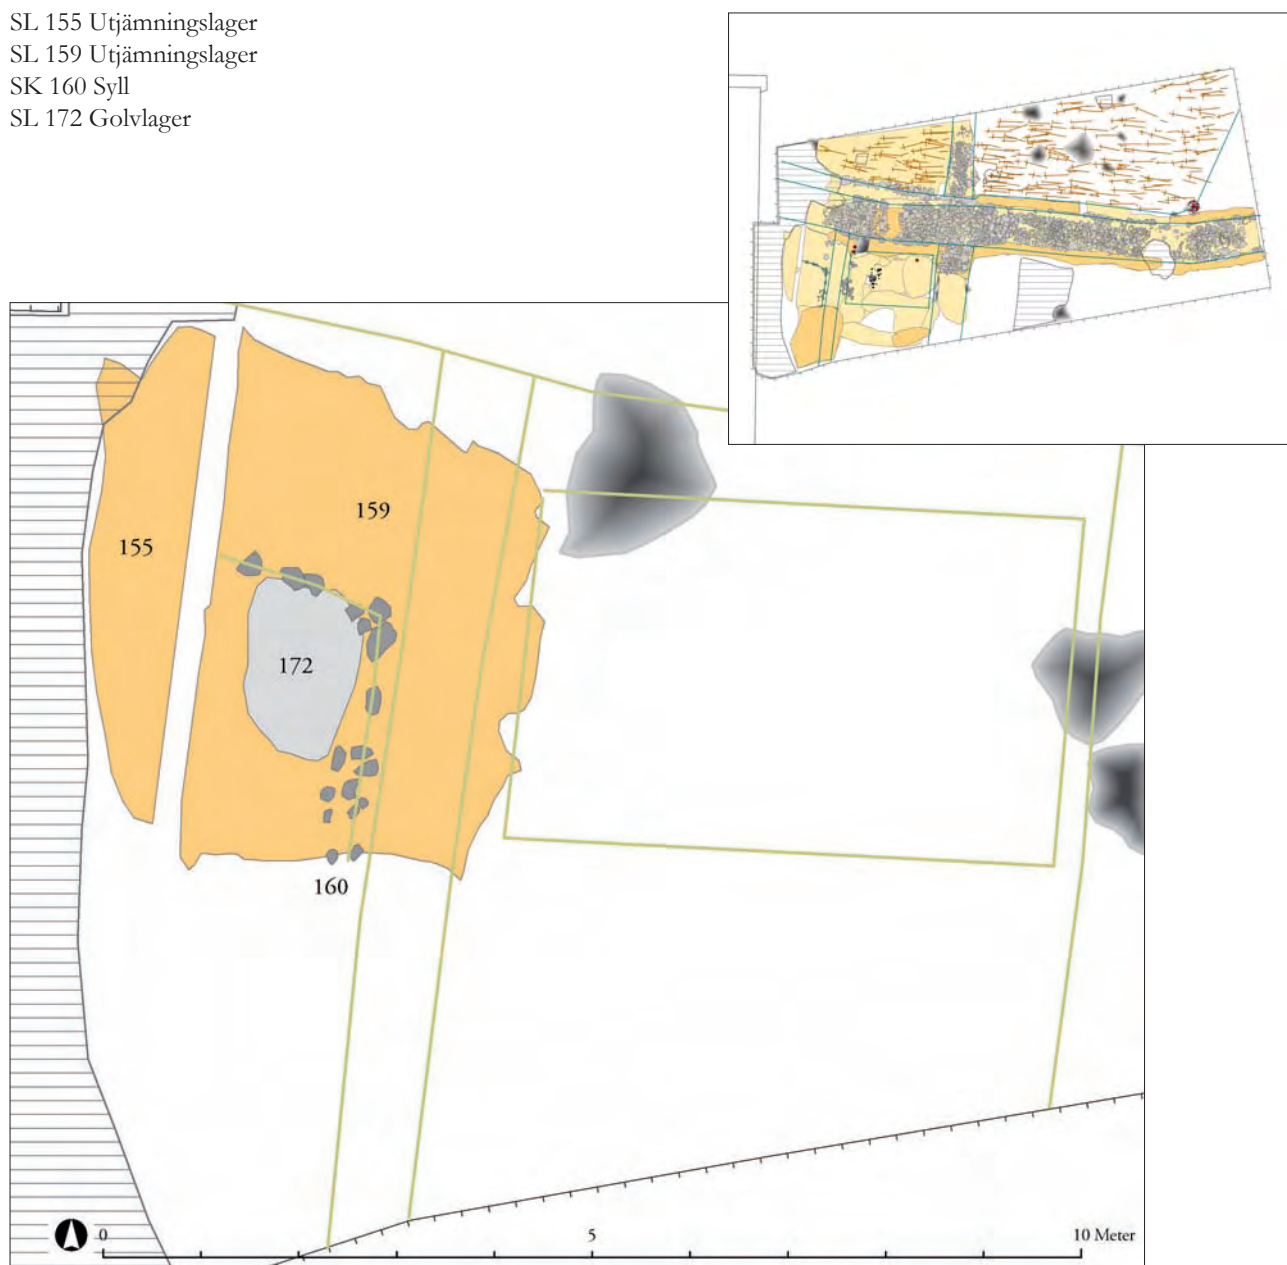 SL 155 Utjämningslager
SL 159 Utjämningslager
SK 160 Syll
SL 172 Golvlager
159
155
172
160
0
5
10 Meter